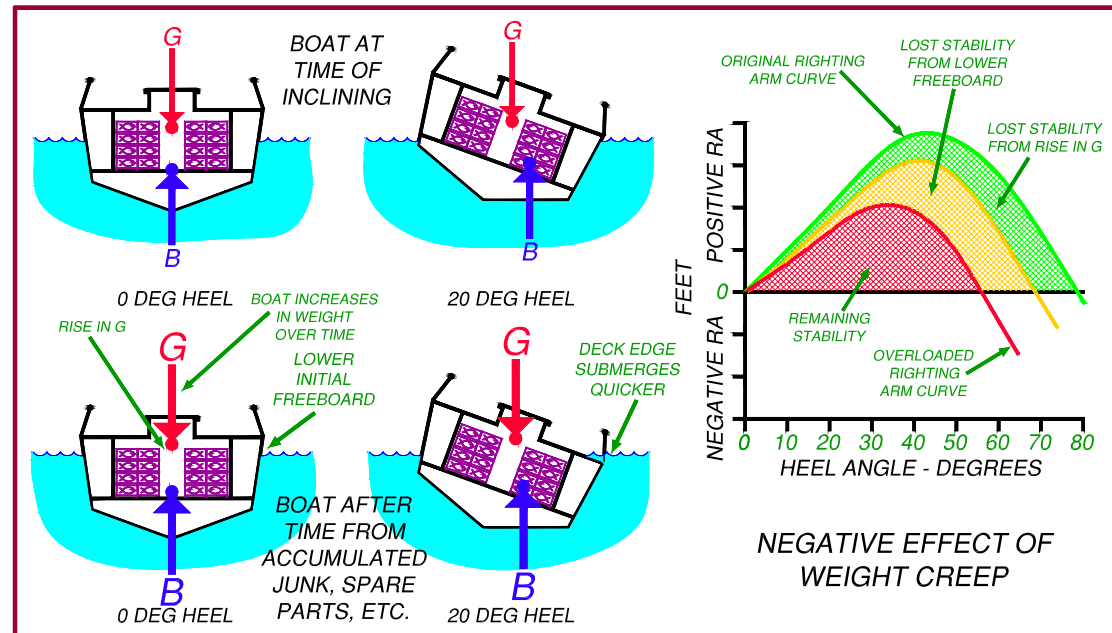 G
BOAT AT
TIME OF
INCLINING
G
B
B
0 DEG HEEL
20 DEG HEEL
RISE IN G
BOAT INCREASES
IN WEIGHT
OVER TIME
G
LOWER
INITIAL
FREEBOARD
G
DECK EDGE
SUBMERGES
QUICKER
B
BOAT AFTER
TIME FROM
ACCUMULATED
JUNK, SPARE
PARTS, ETC.
B
0 DEG HEEL
20 DEG HEEL
ORIGINAL RIGHTING
ARM CURVE
LOST STABILITY
FROM LOWER
FREEBOARD
LOST STABILITY
FROM RISE IN G
FEET
POSITIVE RA
NEGATIVE RA
0
REMAINING
STABILITY
OVERLOADED
RIGHTING
ARM CURVE
0 10 20 30 40 50 60 70 80
HEEL ANGLE - DEGREES
NEGATIVE EFFECT OF
WEIGHT CREEP